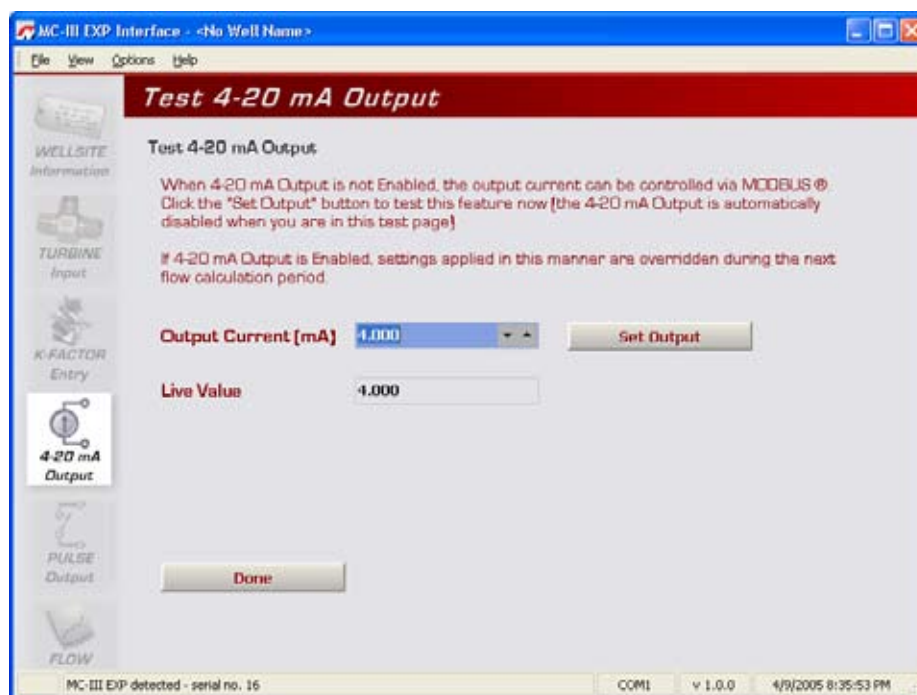 MC-III EXP Interface - <No Well Name>
File View Options Help
Test 4-20 mA Output
WELLSITE
Information
TURBINE
Input
K-FACTOR
Entry
4-20 mA
Output
PULSE
Output
FLOW
Test 4-20 mA Output
When 4-20 mA Output is not Enabled, the output current can be controlled via MODBUS ®.
Click the "Set Output" button to test this feature now (the 4-20 mA Output is automatically
disabled when you are in this test page)
If 4-20 mA Output is Enabled, settings applied in this manner are overridden during the next
flow calculation period.
Output Current [mA] 4.000 Set Output
Live Value 4.000
Done
MC-III EXP detected - serial no. 16 COM1 v 1.0.0 4/9/2005 8:35:53 PM